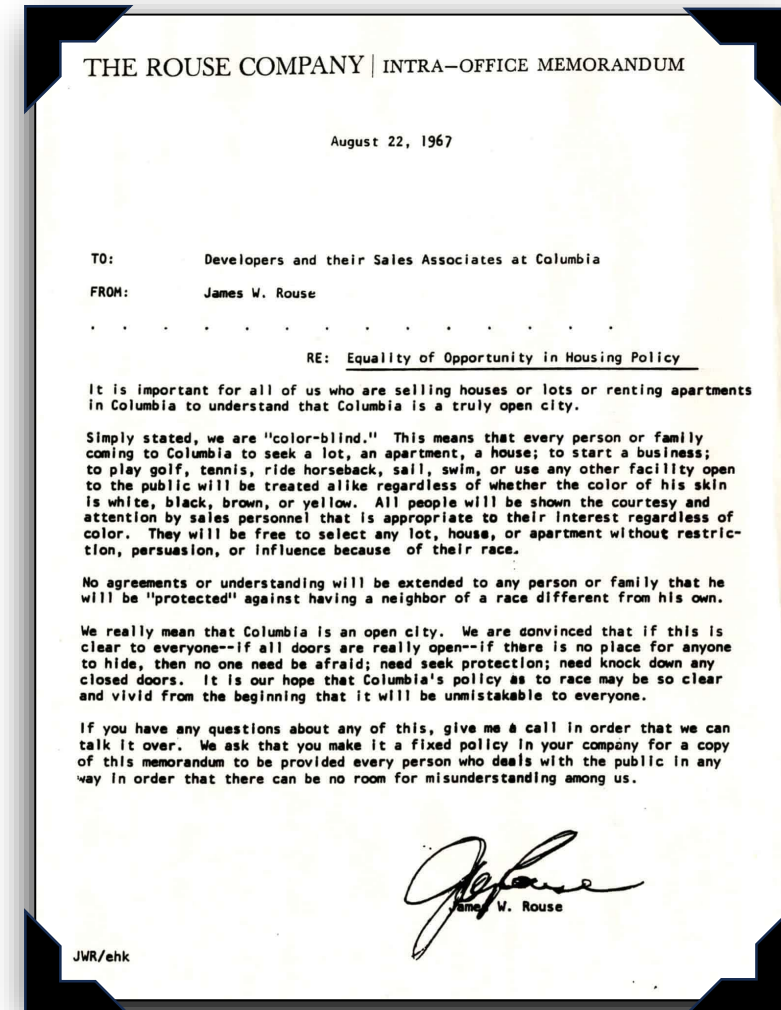 THE ROUSE COMPANY | INTRA—OFFICE MEMORANDUM
August 22, 1967
TO: Developers and their Sales Associates at Columbia
FROM: James W. Rouse
. . . . . . . . . . . . . . .
RE: Equality of Opportunity in Housing Policy
It is important for all of us who are selling houses or lots or renting apartments
in Columbia to understand that Columbia is a truly open city.
Simply stated, we are "color-blind." This means that every person or family
coming to Columbia to seek a lot, an apartment, a house; to start a business;
to play golf, tennis, ride horseback, sail, swim, or use any other facility open
to the public will be treated alike regardless of whether the color of his skin
is white, black, brown, or yellow. All people will be shown the courtesy and
attention by sales personnel that is appropriate to their interest regardless of
color. They will be free to select any lot, house, or apartment without restric-
tion, persuasion, or influence because of their race.
No agreements or understanding will be extended to any person or family that he
will be "protected" against having a neighbor of a race different from his own.
We really mean that Columbia is an open city. We are convinced that if this is
clear to everyone--if all doors are really open--if there is no place for anyone
to hide, then no one need be afraid; need seek protection; need knock down any
closed doors. It is our hope that Columbia's policy as to race may be so clear
and vivid from the beginning that it will be unmistakable to everyone.
If you have any questions about any of this, give me a call in order that we can
talk it over. We ask that you make it a fixed policy in your company for a copy
of this memorandum to be provided every person who deals with the public in any
way in order that there can be no room for misunderstanding among us.
James W. Rouse
JWR/ehk